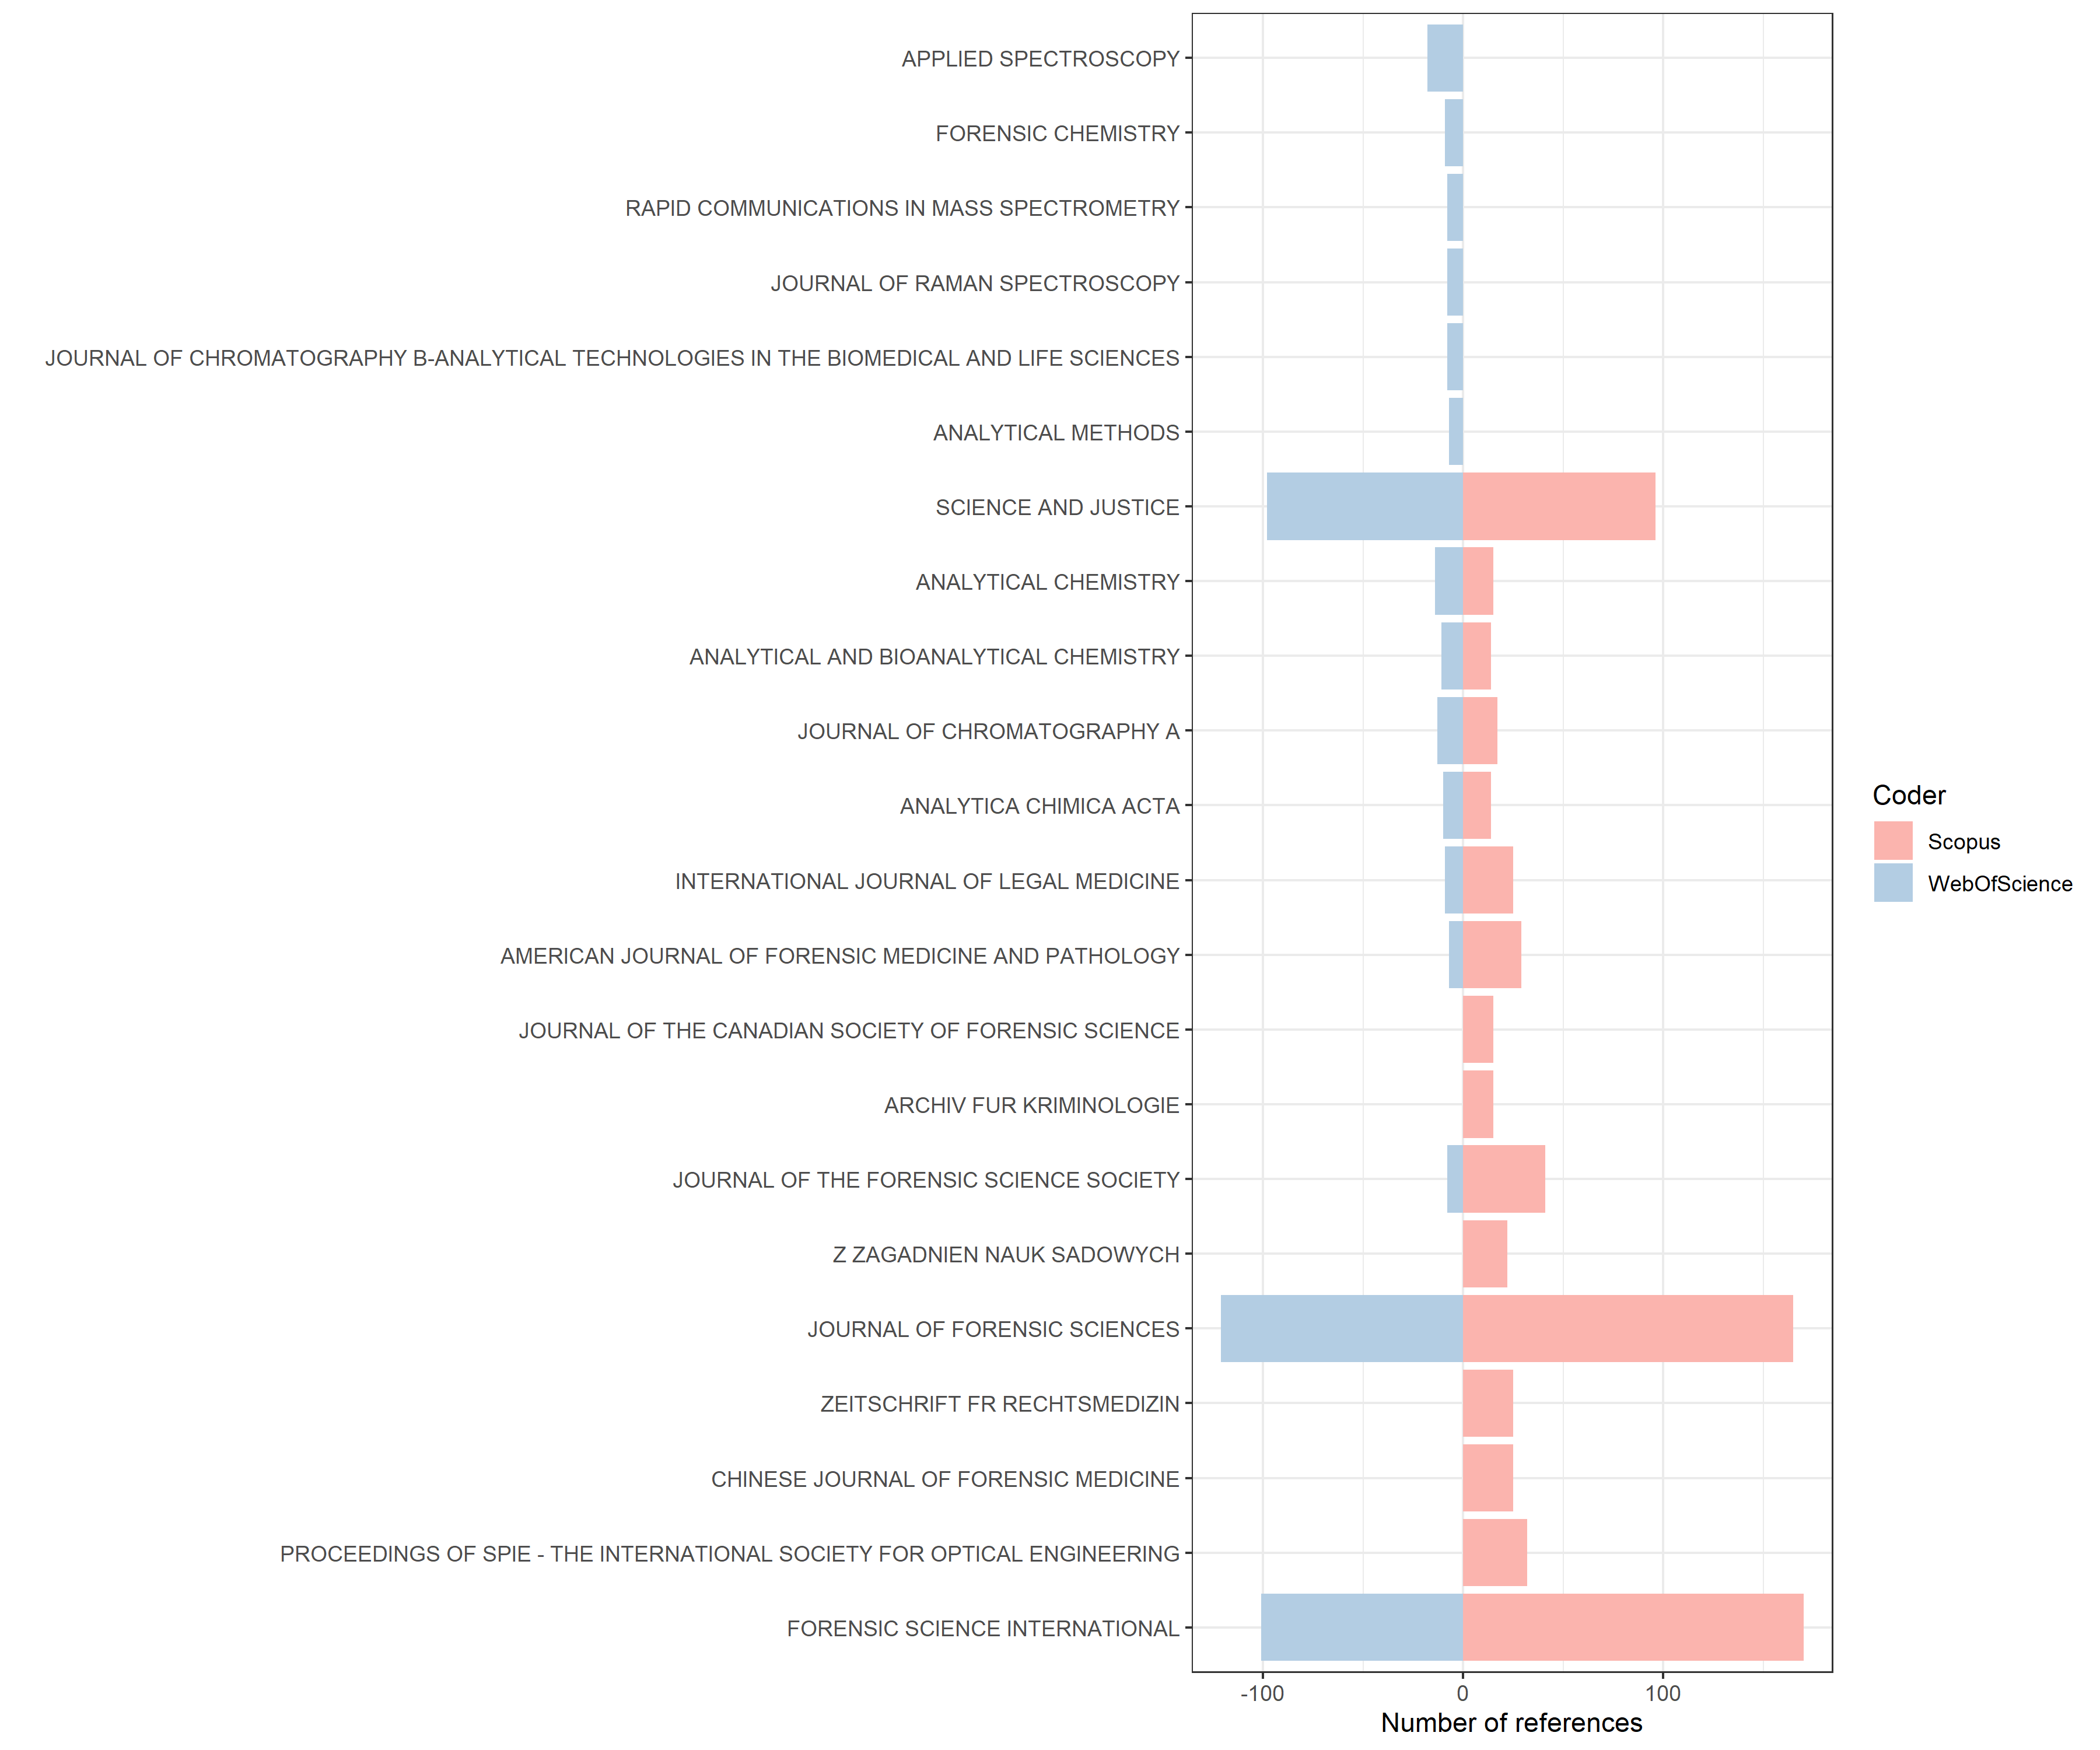 APPLIED SPECTROSCOPY
FORENSIC CHEMISTRY
RAPID COMMUNICATIONS IN MASS SPECTROMETRY
JOURNAL OF RAMAN SPECTROSCOPY
JOURNAL OF CHROMATOGRAPHY B-ANALYTICAL TECHNOLOGIES IN THE BIOMEDICAL AND LIFE SCIENCES
ANALYTICAL METHODS
SCIENCE AND JUSTICE
ANALYTICAL CHEMISTRY
ANALYTICAL AND BIOANALYTICAL CHEMISTRY
JOURNAL OF CHROMATOGRAPHY A
ANALYTICA CHIMICA ACTA
INTERNATIONAL JOURNAL OF LEGAL MEDICINE
AMERICAN JOURNAL OF FORENSIC MEDICINE AND PATHOLOGY
JOURNAL OF THE CANADIAN SOCIETY OF FORENSIC SCIENCE
ARCHIV FUR KRIMINOLOGIE
JOURNAL OF THE FORENSIC SCIENCE SOCIETY
Z ZAGADNIEN NAUK SADOWYCH
JOURNAL OF FORENSIC SCIENCES
ZEITSCHRIFT FR RECHTSMEDIZIN
CHINESE JOURNAL OF FORENSIC MEDICINE
PROCEEDINGS OF SPIE - THE INTERNATIONAL SOCIETY FOR OPTICAL ENGINEERING
FORENSIC SCIENCE INTERNATIONAL
-100 0 100
Number of references
Coder
Scopus
WebOfScience